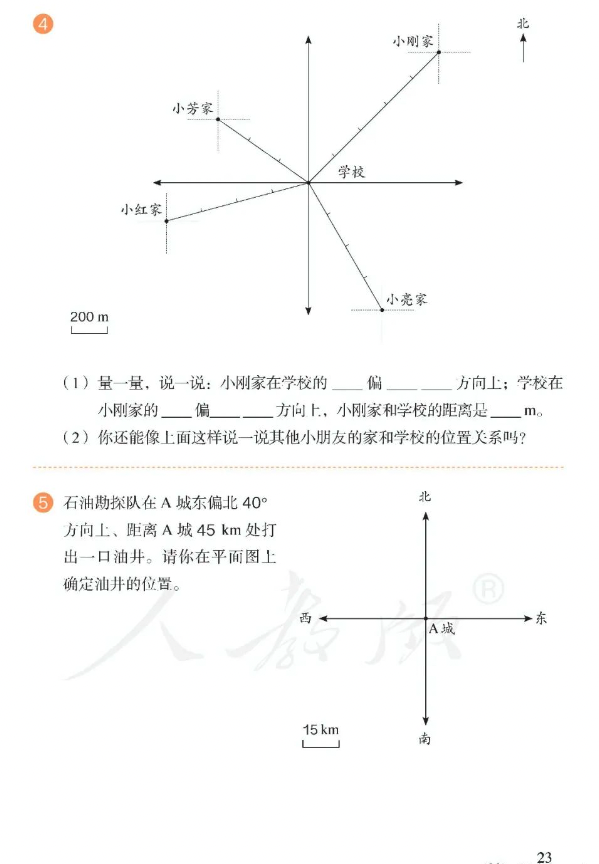 4
北
小刚家
小芳家
学校
小红家
小亮家
200 m
（1）量一量，说一说：小刚家在学校的 ____ 偏 ____ ____ 方向上；学校在
小刚家的 ____ 偏____ ____ 方向上，小刚家和学校的距离是 ____ m。
（2）你还能像上面这样说一说其他小朋友的家和学校的位置关系吗？
5 石油勘探队在 A 城东偏北 40°
方向上、距离 A 城 45 km 处打
出一口油井。请你在平面图上
确定油井的位置。
北
西
东
A城
15 km
南
人教版®
23